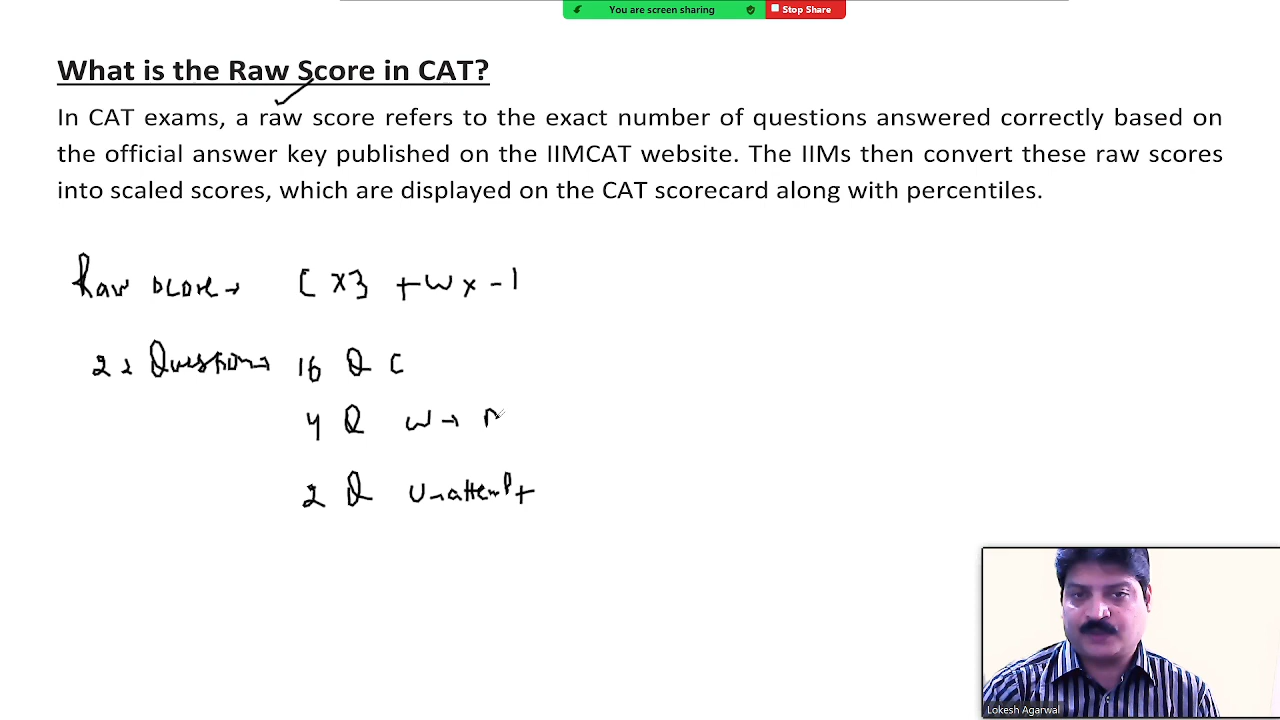 You are screen sharing Stop Share
What is the Raw Score in CAT?
In CAT exams, a raw score refers to the exact number of questions answered correctly based on
the official answer key published on the IIMCAT website. The IIMs then convert these raw scores
into scaled scores, which are displayed on the CAT scorecard along with percentiles.
Raw score → C x 3 + W x - 1
22 Question → 16 Q C
4 Q W →
2 Q Unattempt
Lokesh Agarwal